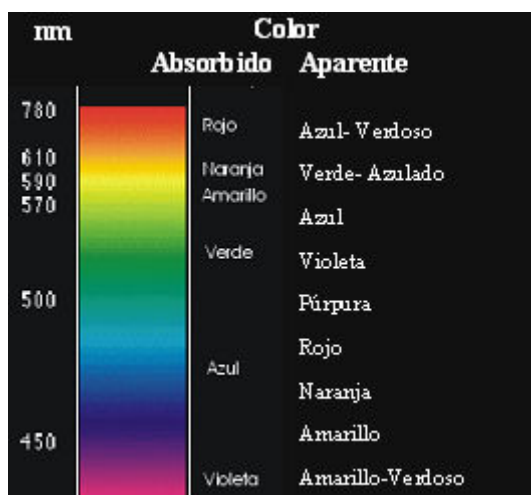 nm Color
Absorbido Aparente
780
Rojo
Azul- Verdoso
610
Naranja
Verde- Azulado
590
Amarillo
570
Azul
Verde
Violeta
500
Púrpura
Rojo
Azul
Naranja
Amarillo
450
Violeta
Amarillo-Verdoso